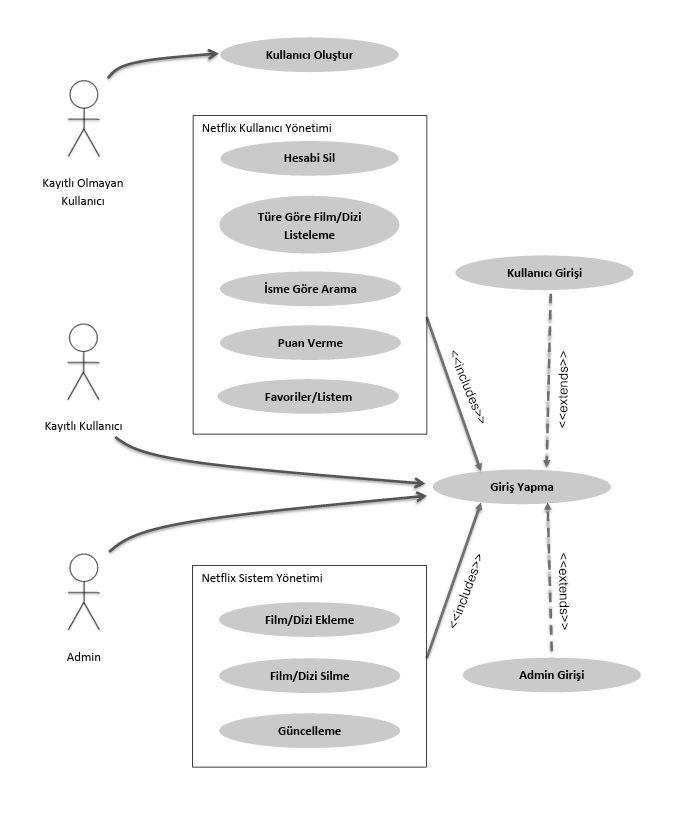 Kullanıcı Oluştur
Kayıtlı Olmayan
Kullanıcı
Netflix Kullanıcı Yönetimi
Hesabi Sil
Türe Göre Film/Dizi
Listeleme
İsme Göre Arama
Puan Verme
Favoriler/Listem
Kullanıcı Girişi
<<includes>>
<<extends>>
Kayıtlı Kullanıcı
Giriş Yapma
Admin
Netflix Sistem Yönetimi
Film/Dizi Ekleme
Film/Dizi Silme
Güncelleme
<<includes>>
<<extends>>
Admin Girişi